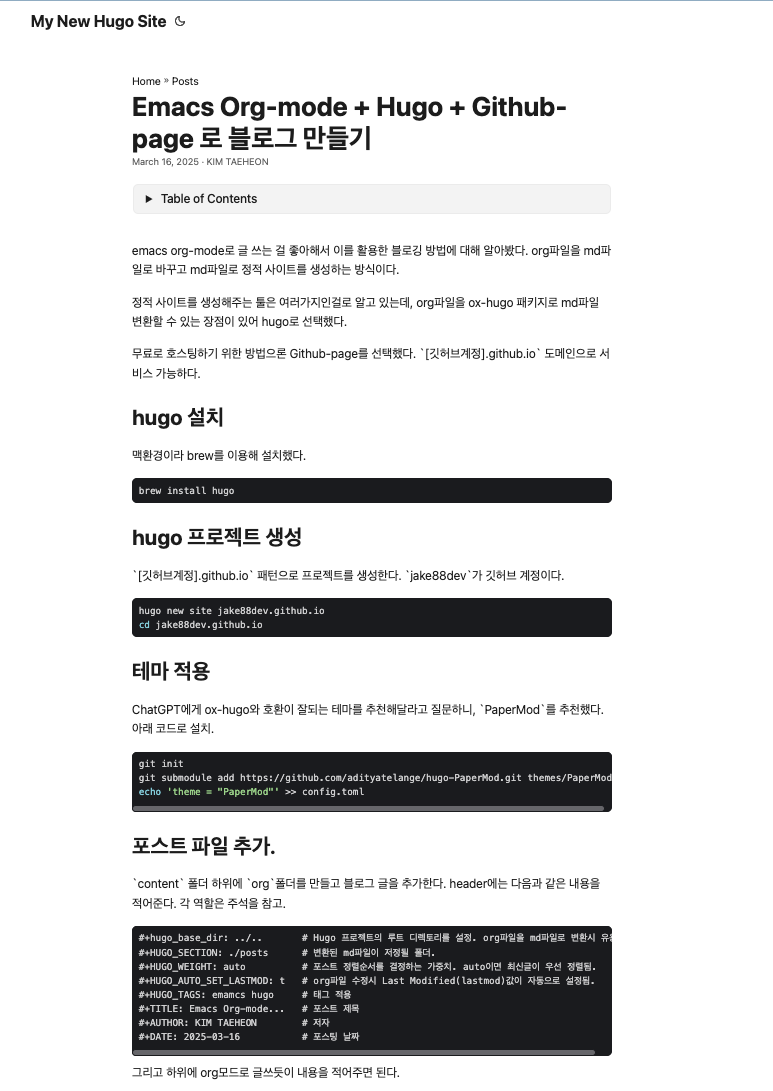 My New Hugo Site
Home » Posts
Emacs Org-mode + Hugo + Github-
page 로 블로그 만들기
March 16, 2025 · KIM TAEHEON
Table of Contents
emacs org-mode로 글 쓰는 걸 좋아해서 이를 활용한 블로깅 방법에 대해 알아봤다. org파일을 md파
일로 바꾸고 md파일로 정적 사이트를 생성하는 방식이다.
정적 사이트를 생성해주는 툴은 여러가지인걸로 알고 있는데, org파일을 ox-hugo 패키지로 md파일
변환할 수 있는 장점이 있어 hugo로 선택했다.
무료로 호스팅하기 위한 방법으론 Github-page를 선택했다. `[깃허브계정].github.io` 도메인으로 서
비스 가능하다.
hugo 설치
맥환경이라 brew를 이용해 설치했다.
brew install hugo
hugo 프로젝트 생성
`[깃허브계정].github.io` 패턴으로 프로젝트를 생성한다. `jake88dev`가 깃허브 계정이다.
hugo new site jake88dev.github.io
cd jake88dev.github.io
테마 적용
ChatGPT에게 ox-hugo와 호환이 잘되는 테마를 추천해달라고 질문하니, `PaperMod`를 추천했다.
아래 코드로 설치.
git init
git submodule add https://github.com/adityatelange/hugo-PaperMod.git themes/PaperMod
echo 'theme = "PaperMod"' >> config.toml
포스트 파일 추가.
`content` 폴더 하위에 `org`폴더를 만들고 블로그 글을 추가한다. header에는 다음과 같은 내용을
적어준다. 각 역할은 주석을 참고.
#+hugo_base_dir: ../.. # Hugo 프로젝트의 루트 디렉토리를 설정. org파일을 md파일로 변환시
#+HUGO_SECTION: ./posts # 변환된 md파일이 저장될 폴더.
#+HUGO_WEIGHT: auto # 포스트 정렬순서를 결정하는 가중치. auto이면 최신글이 우선 정렬됨.
#+HUGO_AUTO_SET_LASTMOD: t # org파일 수정시 Last Modified(lastmod)값이 자동으로 설정됨.
#+HUGO_TAGS: emamcs hugo # 태그 적용
#+TITLE: Emacs Org-mode... # 포스트 제목
#+AUTHOR: KIM TAEHEON # 저자
#+DATE: 2025-03-16 # 포스팅 날짜
그리고 하위에 org모드로 글쓰듯이 내용을 적어주면 된다.